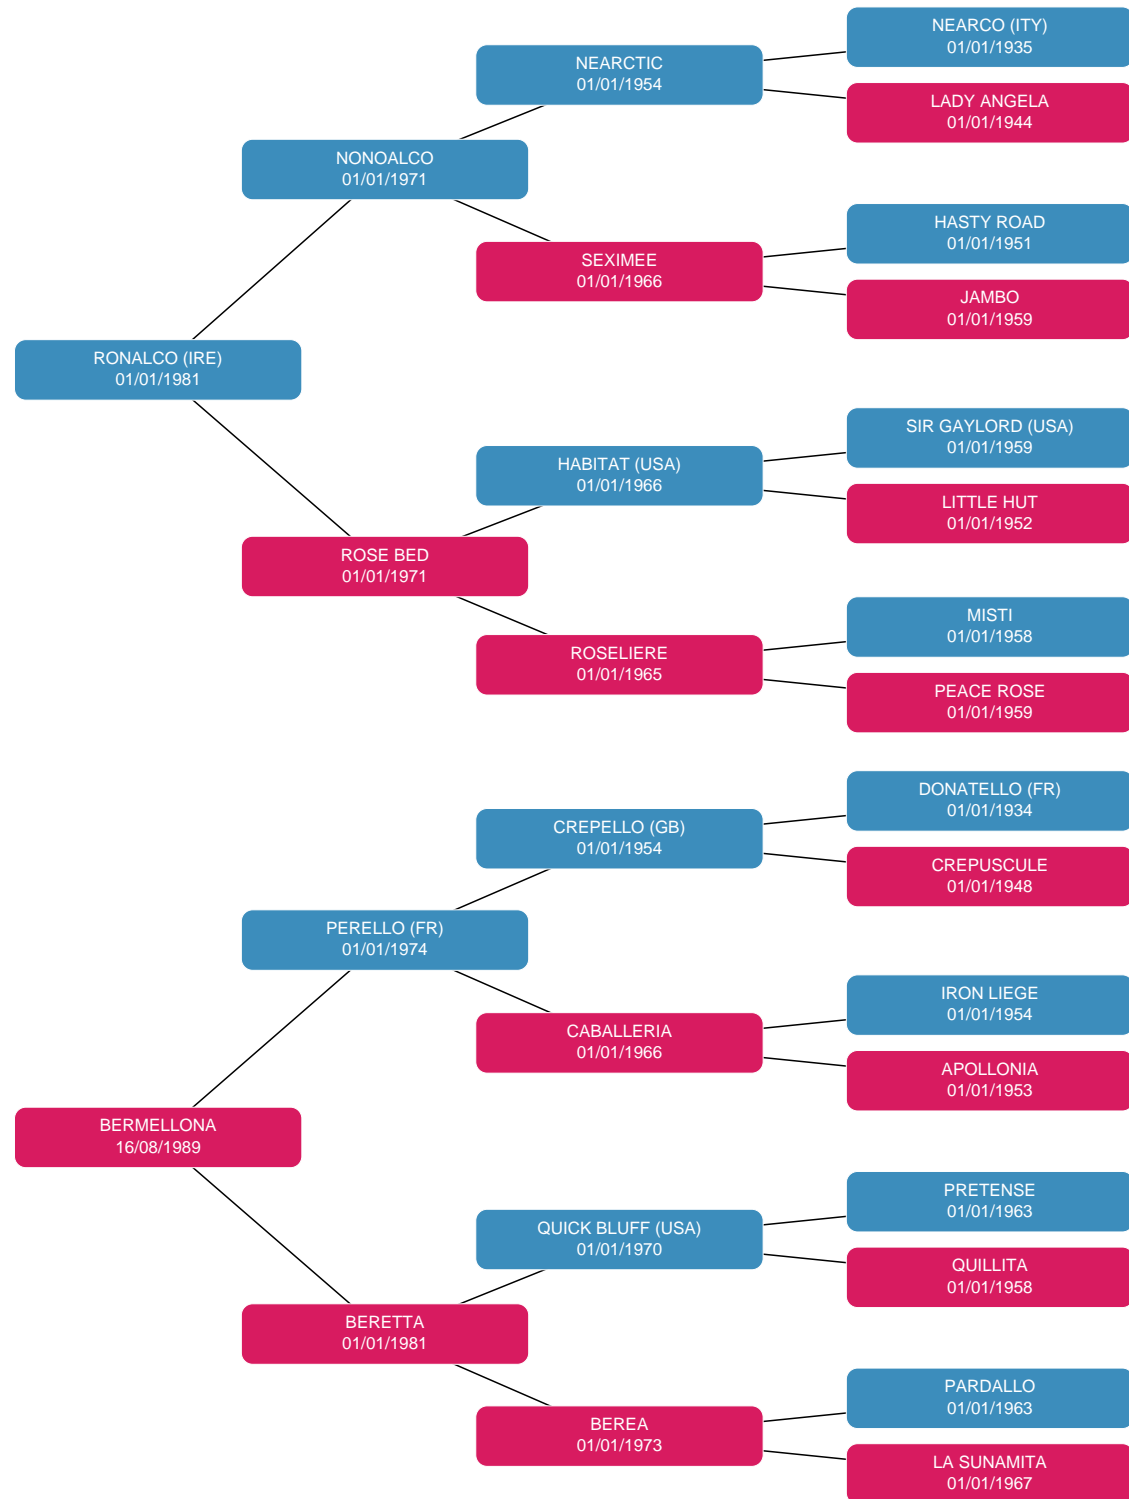 NEARCO (ITY)
01/01/1935
NEARCTIC
01/01/1954
LADY ANGELA
01/01/1944
NONOALCO
01/01/1971
HASTY ROAD
01/01/1951
SEXIMEE
01/01/1966
JAMBO
01/01/1959
RONALCO (IRE)
01/01/1981
SIR GAYLORD (USA)
01/01/1959
HABITAT (USA)
01/01/1966
LITTLE HUT
01/01/1952
ROSE BED
01/01/1971
MISTI
01/01/1958
ROSELIERE
01/01/1965
PEACE ROSE
01/01/1959
DONATELLO (FR)
01/01/1934
CREPELLO (GB)
01/01/1954
CREPUSCULE
01/01/1948
PERELLO (FR)
01/01/1974
IRON LIEGE
01/01/1954
CABALLERIA
01/01/1966
APOLLONIA
01/01/1953
BERMELLONA
16/08/1989
PRETENSE
01/01/1963
QUICK BLUFF (USA)
01/01/1970
QUILLITA
01/01/1958
BERETTA
01/01/1981
PARDALLO
01/01/1963
BEREA
01/01/1973
LA SUNAMITA
01/01/1967